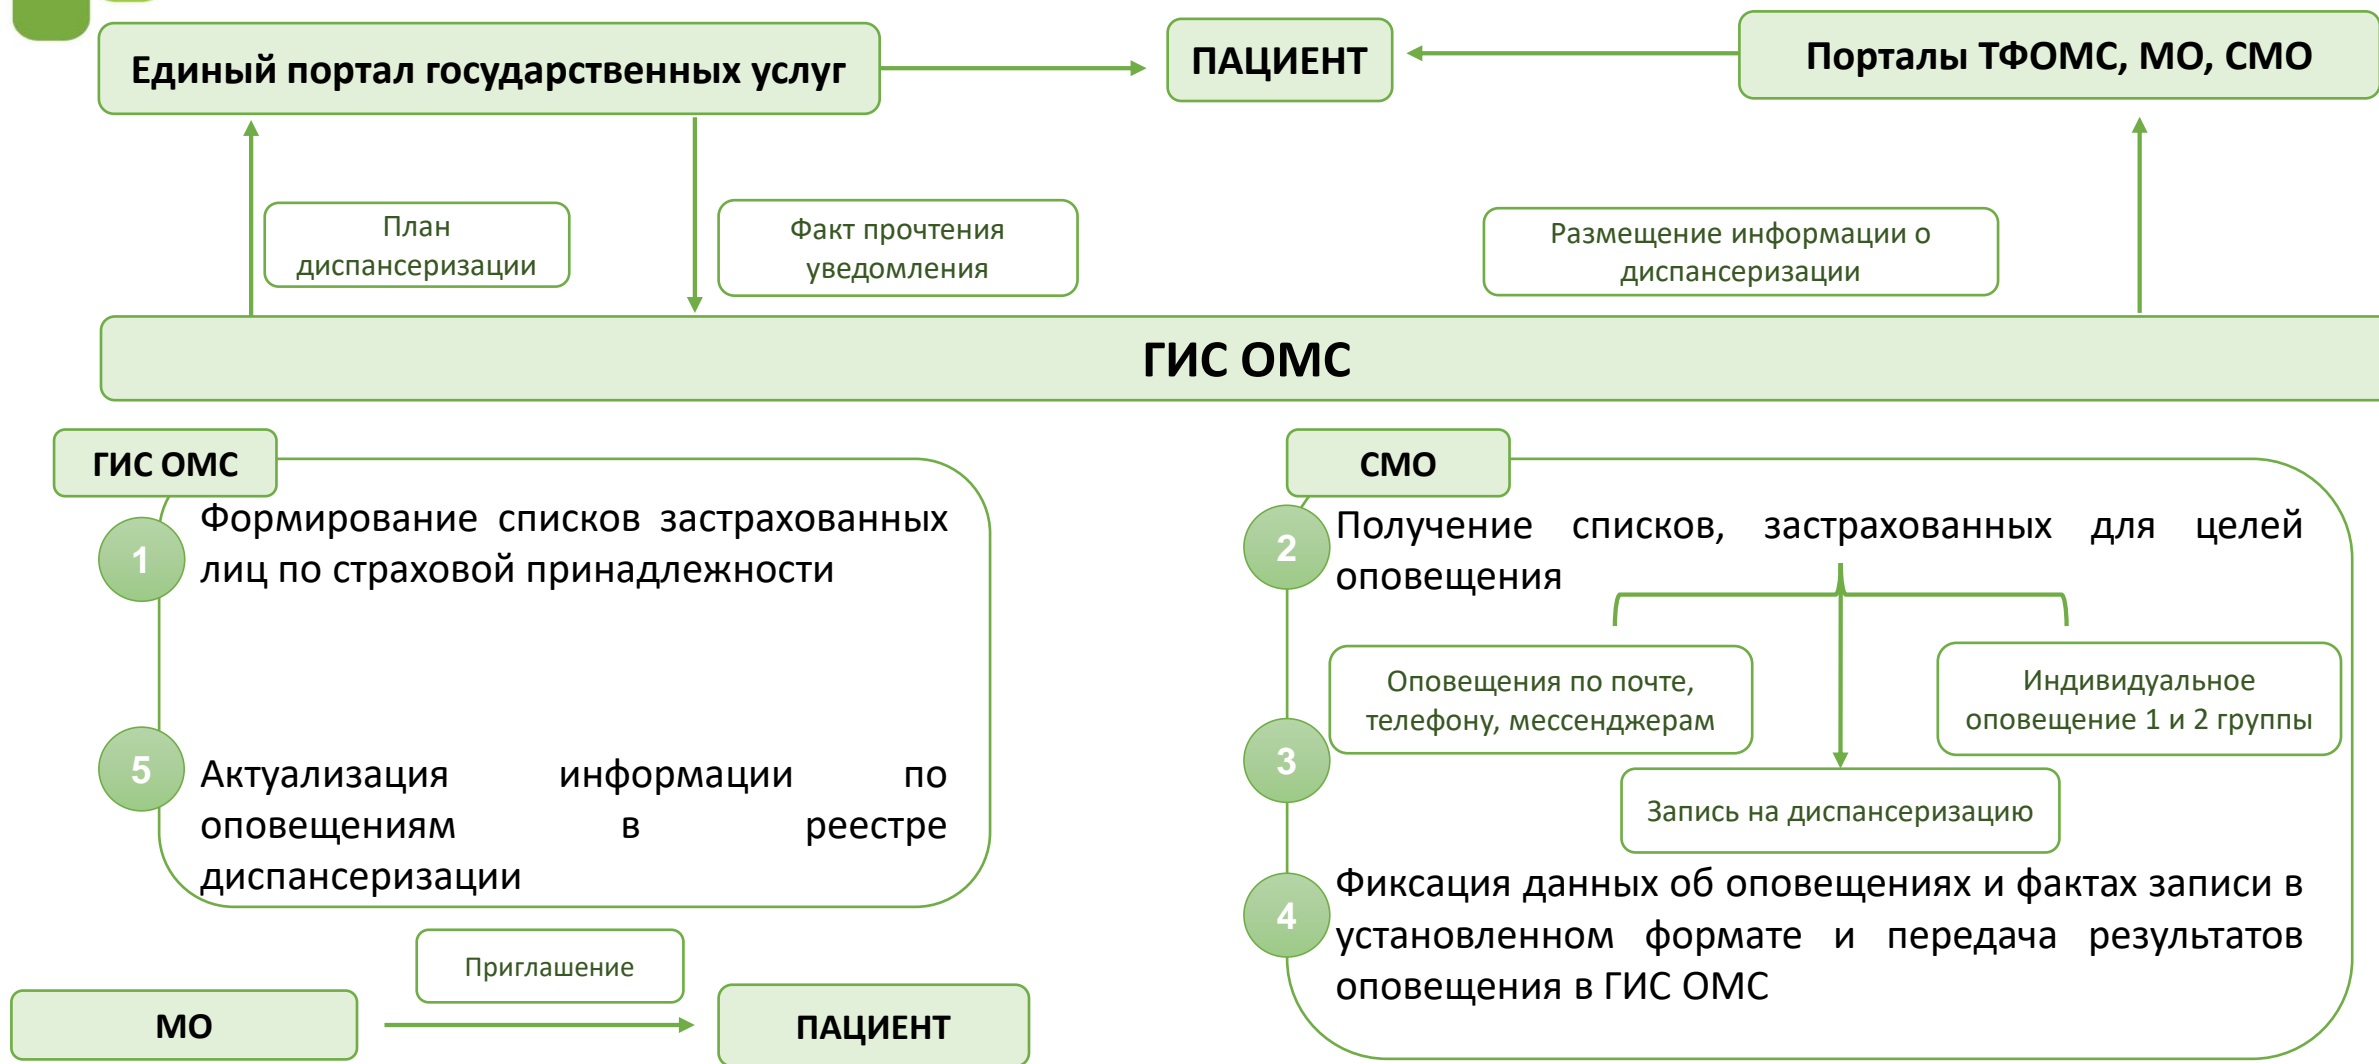 Единый портал государственных услуг
ПАЦИЕНТ
Порталы ТФОМС, МО, СМО
План
диспансеризации
Факт прочтения
уведомления
Размещение информации о
диспансеризации
ГИС ОМС
ГИС ОМС
1
Формирование списков застрахованных
лиц по страховой принадлежности
5
Актуализация информации по
оповещениям в реестре
диспансеризации
СМО
2
Получение списков, застрахованных для целей
оповещения
Оповещения по почте,
телефону, мессенджерам
Индивидуальное
оповещение 1 и 2 группы
3
Запись на диспансеризацию
4
Фиксация данных об оповещениях и фактах записи в
установленном формате и передача результатов
оповещения в ГИС ОМС
Приглашение
МО
ПАЦИЕНТ